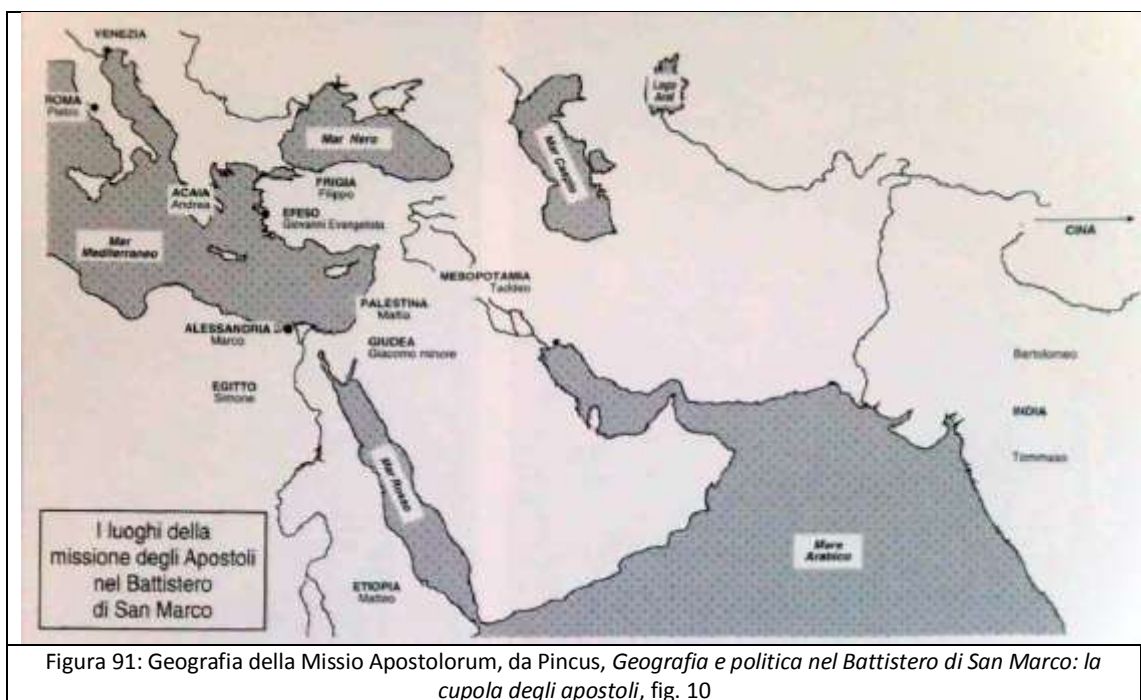 VENEZIA
ROMA
Pietro
Mar Nero
Lago
Aral
Mar Caspio
ACAIA
Andrea
FRIGIA
Filippo
EFESO
Giovanni Evangelista
Mar
Mediterraneo
CINA
MESOPOTAMIA
Taddeo
PALESTINA
Mattia
ALESSANDRIA
Marco
GIUDEA
Giacomo minore
EGITTO
Simone
Bartolomeo
INDIA
Tommaso
Mar Rosso
Mare
Arabico
ETIOPIA
Matteo
I luoghi della
missione degli Apostoli
nel Battistero
di San Marco
Figura 91: Geografia della Missio Apostolorum, da Pincus, Geografia e politica nel Battistero di San Marco: la
cupola degli apostoli, fig. 10